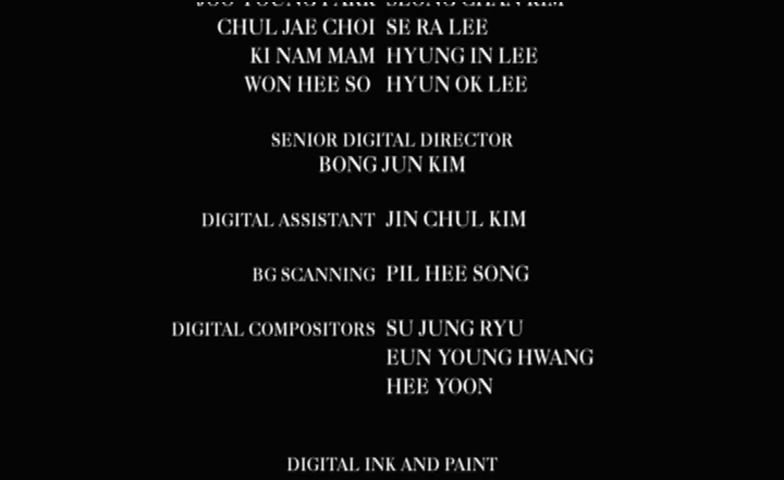 CHUL JAE CHOI SE RA LEE
KI NAM MAM HYUNG IN LEE
WON HEE SO HYUN OK LEE
SENIOR DIGITAL DIRECTOR
BONG JUN KIM
DIGITAL ASSISTANT JIN CHUL KIM
BG SCANNING PIL HEE SONG
DIGITAL COMPOSITORS SU JUNG RYU
EUN YOUNG HWANG
HEE YOON
DIGITAL INK AND PAINT